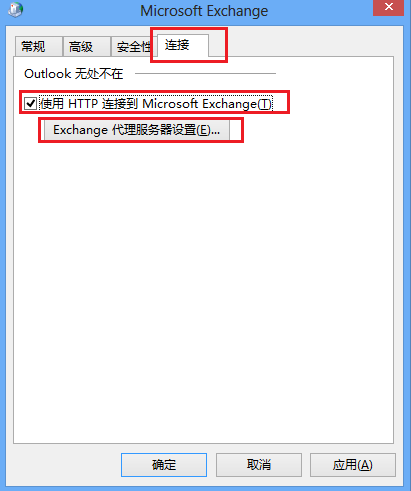 Microsoft Exchange
常规 高级 安全性 连接
Outlook 无处不在
使用 HTTP 连接到 Microsoft Exchange(T)
Exchange 代理服务器设置(E)...
确定 取消 应用(A)